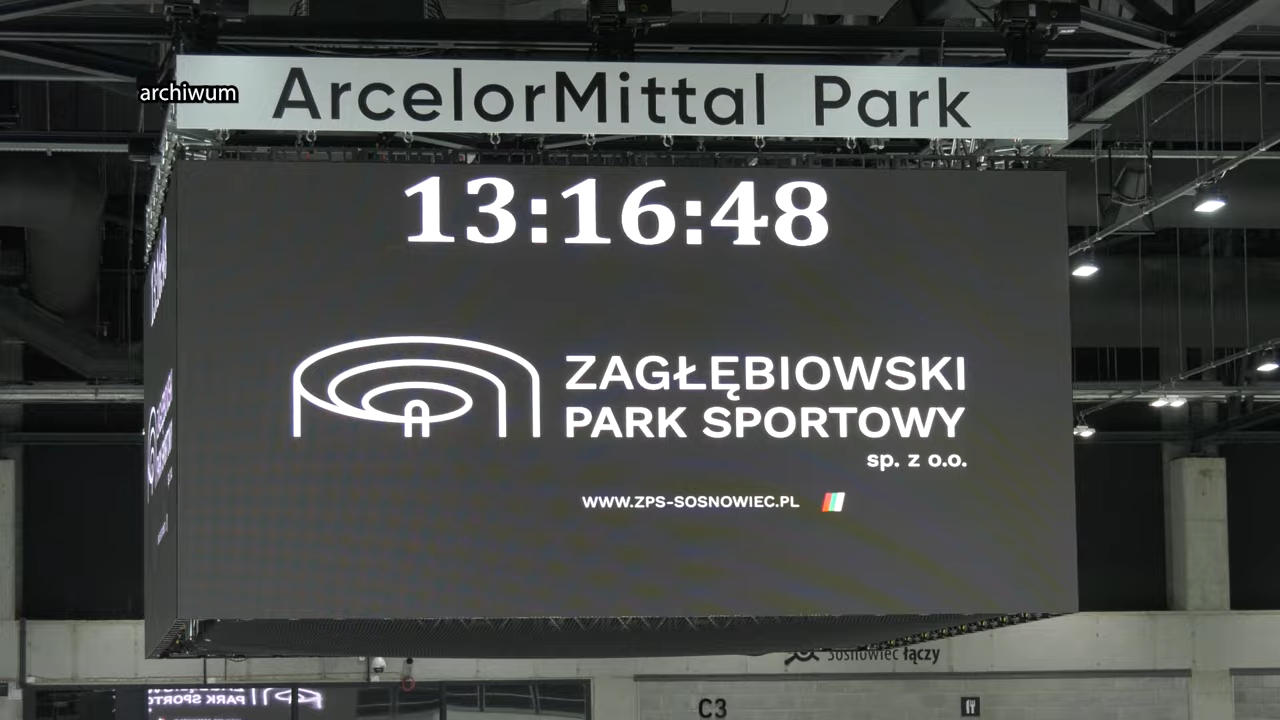 archiwum
ArcelorMittal Park
13:16:48
ZAGŁĘBIOWSKI
PARK SPORTOWY
sp. z o.o.
WWW.ZPS-SOSNOWIEC.PL
Sosnowiec łączy
C3